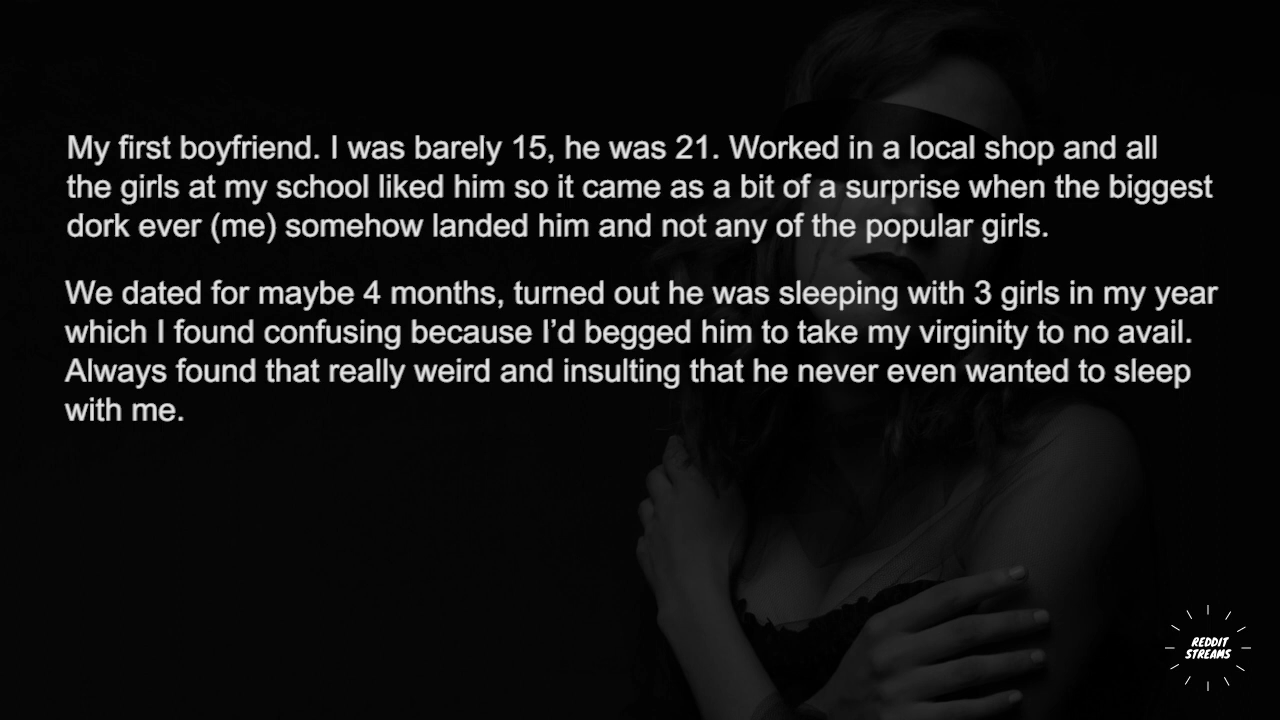 My first boyfriend. I was barely 15, he was 21. Worked in a local shop and all
the girls at my school liked him so it came as a bit of a surprise when the biggest
dork ever (me) somehow landed him and not any of the popular girls.
We dated for maybe 4 months, turned out he was sleeping with 3 girls in my year
which I found confusing because I’d begged him to take my virginity to no avail.
Always found that really weird and insulting that he never even wanted to sleep
with me.
REDDIT
STREAMS